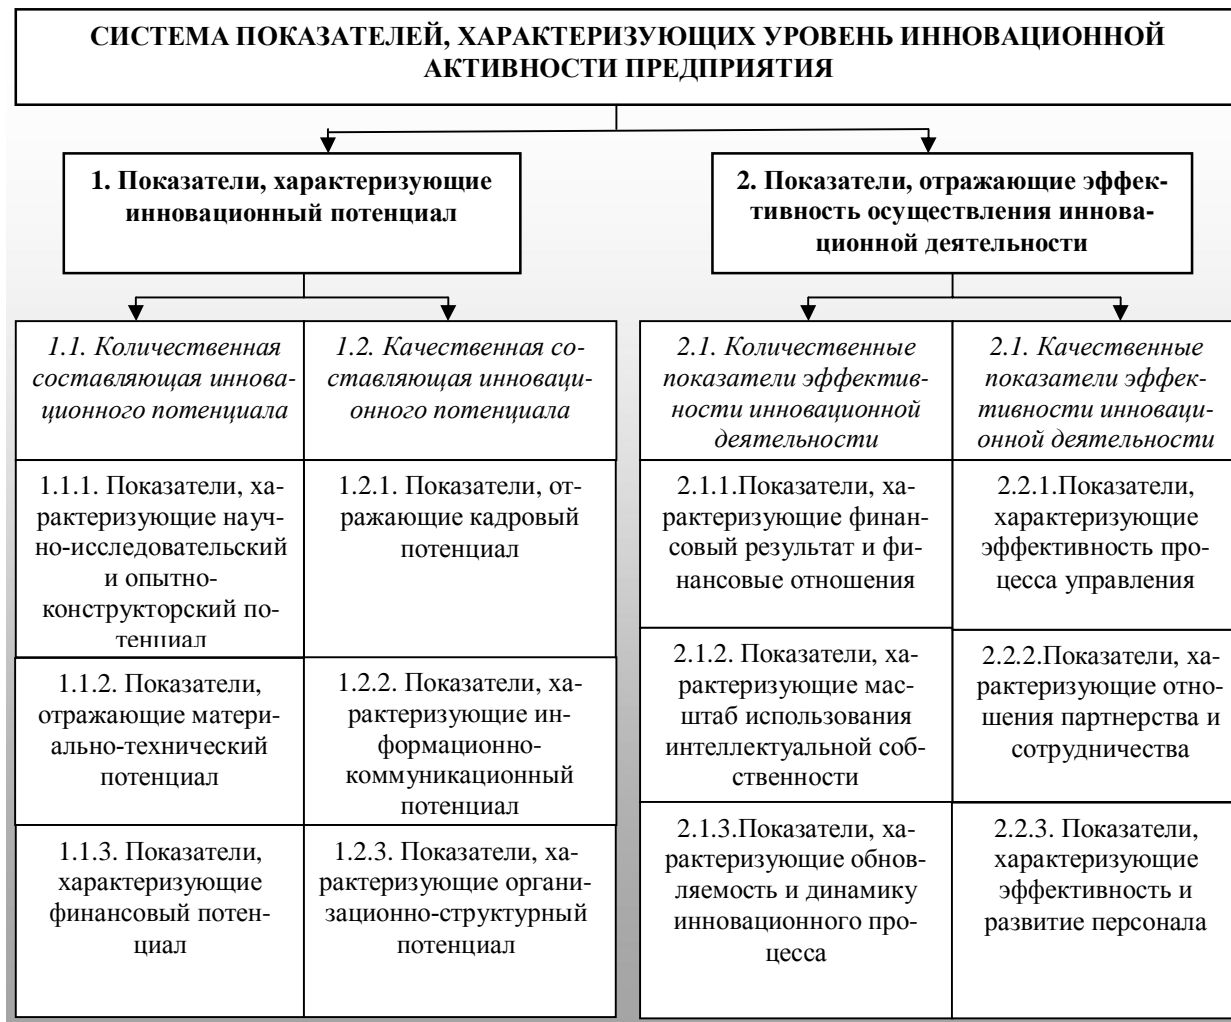 СИСТЕМА ПОКАЗАТЕЛЕЙ, ХАРАКТЕРИЗУЮЩИХ УРОВЕНЬ ИННОВАЦИОННОЙ
АКТИВНОСТИ ПРЕДПРИЯТИЯ
1. Показатели, характеризующие
инновационный потенциал
2. Показатели, отражающие эффек-
тивность осуществления иннова-
ционной деятельности
1.1. Количественная
сосоставляющая иннова-
ционного потенциала
1.2. Качественная со-
ставляющая инноваци-
онного потенциала
2.1. Количественные
показатели эффектив-
ности инновационной
деятельности
2.1. Качественные
показатели эффек-
тивности инноваци-
онной деятельности
1.1.1. Показатели, ха-
рактеризующие науч-
но-исследовательский
и опытно-
конструкторский по-
тенциал
1.2.1. Показатели, от-
ражающие кадровый
потенциал
2.1.1.Показатели, ха-
рактеризующие финан-
совый результат и фи-
нансовые отношения
2.2.1.Показатели,
характеризующие
эффективность про-
цесса управления
1.1.2. Показатели,
отражающие матери-
ально-технический
потенциал
1.2.2. Показатели, ха-
рактеризующие ин-
формационно-
коммуникационный
потенциал
2.1.2. Показатели, ха-
рактеризующие мас-
штаб использования
интеллектуальной соб-
ственности
2.2.2.Показатели, ха-
рактеризующие отно-
шения партнерства и
сотрудничества
1.1.3. Показатели,
характеризующие
финансовый потен-
циал
1.2.3. Показатели, ха-
рактеризующие органи-
зационно-структурный
потенциал
2.1.3.Показатели, ха-
рактеризующие обнов-
ляемость и динамику
инновационного про-
цесса
2.2.3. Показатели,
характеризующие
эффективность и
развитие персонала